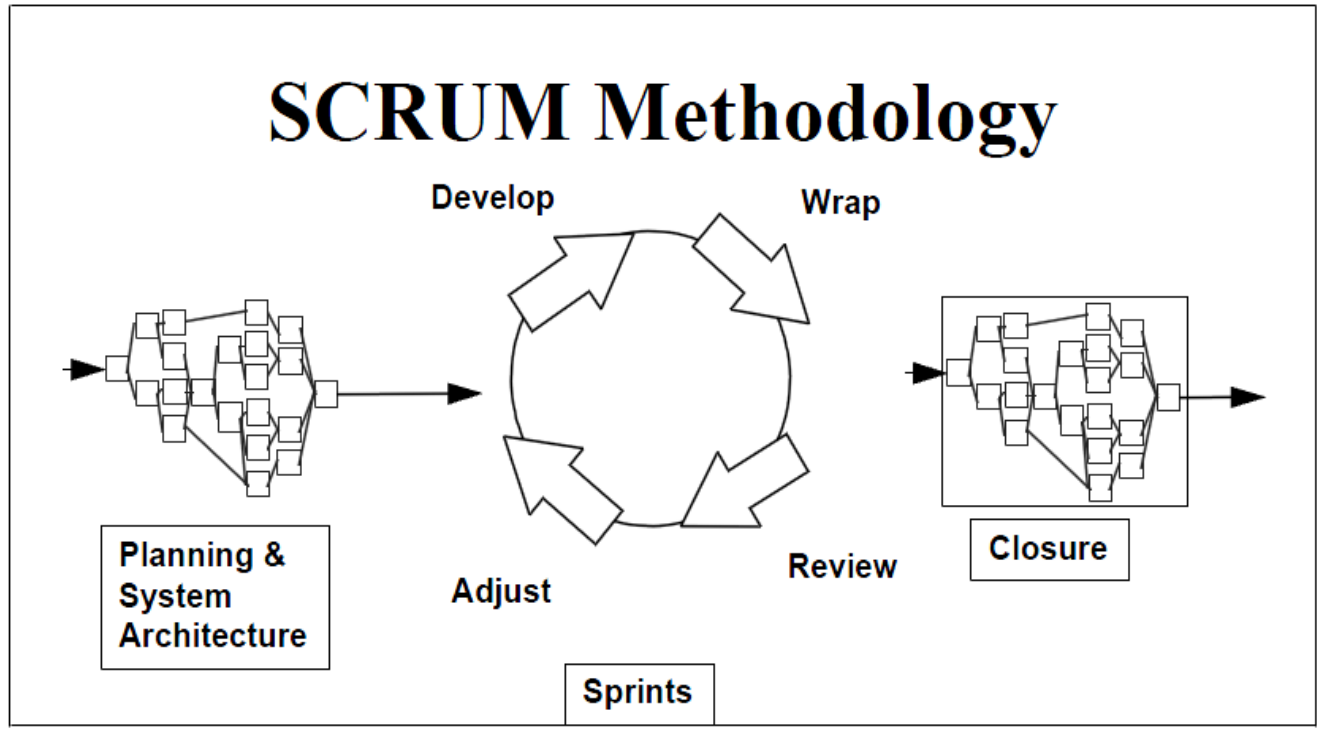 SCRUM Methodology
Develop
Wrap
Planning &
System
Architecture
Adjust
Review
Closure
Sprints